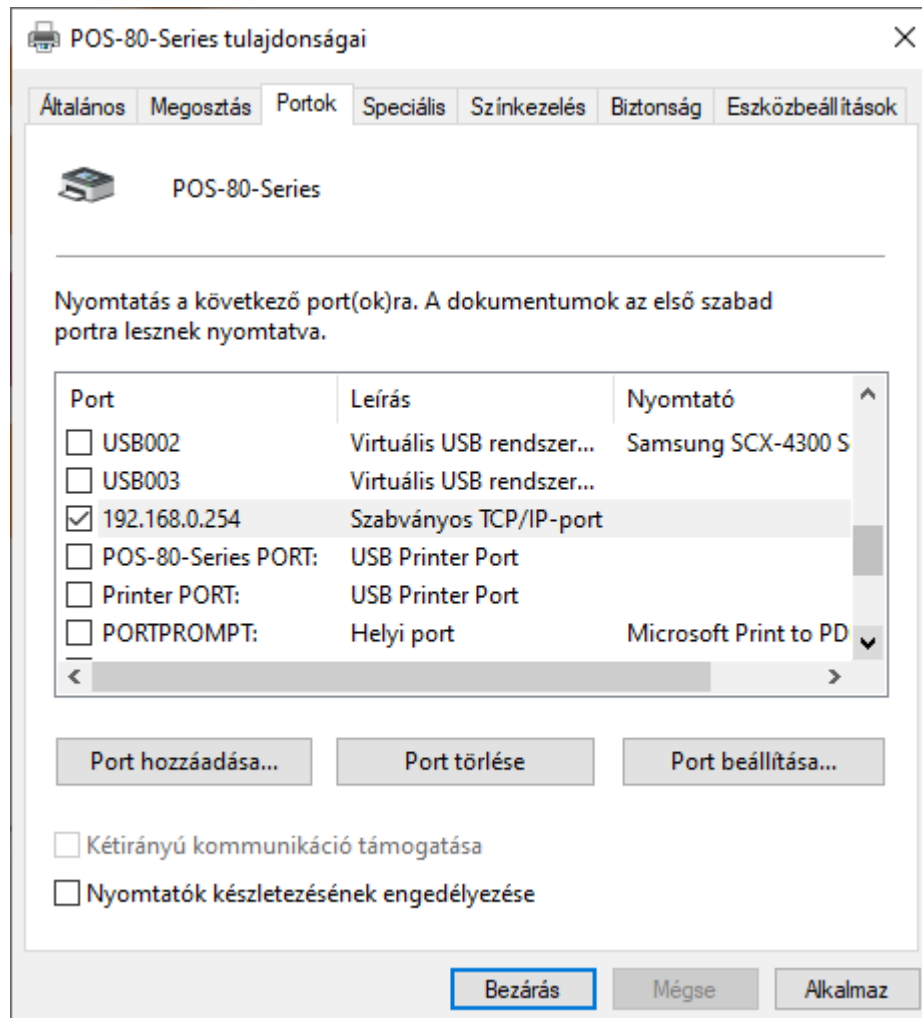 POS-80-Series tulajdonságai
Általános Megosztás Portok Speciális Színkezelés Biztonság Eszközbeállítások
POS-80-Series
Nyomtatás a következő port(ok)ra. A dokumentumok az első szabad
portra lesznek nyomtatva.
Port Leírás Nyomtató
USB002 Virtuális USB rendszer... Samsung SCX-4300 S
USB003 Virtuális USB rendszer...
192.168.0.254 Szabványos TCP/IP-port
POS-80-Series PORT: USB Printer Port
Printer PORT: USB Printer Port
PORTPROMPT: Helyi port Microsoft Print to PD
Port hozzáadása... Port törlése Port beállítása...
Kétirányú kommunikáció támogatása
Nyomtatók készletezésének engedélyezése
Bezárás Mégse Alkalmaz